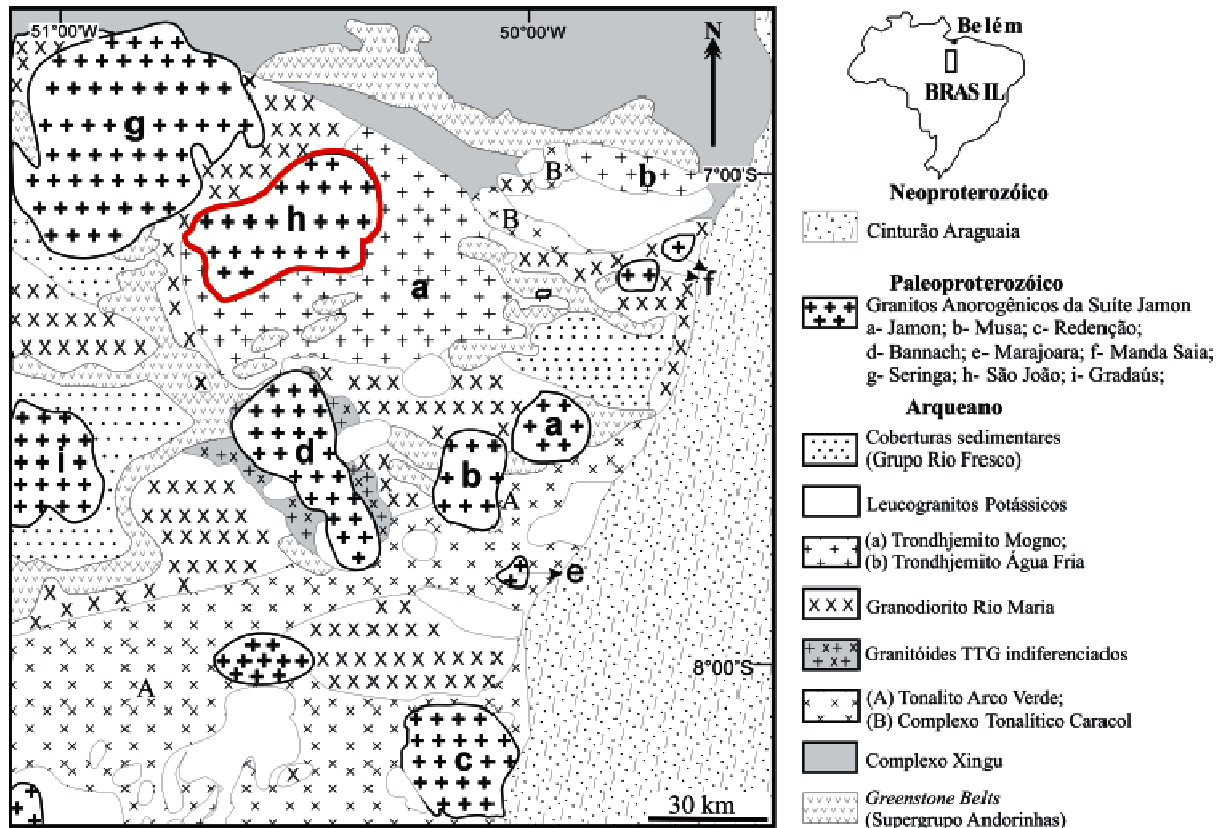 51°00'W
50°00'W
N
g
B
b
7°00'S
h
B
a
f
a
d
b
i
A
e
8°00'S
A
c
30 km
Belém
BRASIL
Neoproterozóico
Cinturão Araguaia
Paleoproterozóico
Granitos Anorogênicos da Suíte Jamon
a- Jamon; b- Musa; c- Redenção;
d- Bannach; e- Marajoara; f- Manda Saia;
g- Seringa; h- São João; i- Gradaús;
Arqueano
Coberturas sedimentares
(Grupo Rio Fresco)
Leucogranitos Potássicos
(a) Trondhjemito Mogno;
(b) Trondhjemito Água Fria
Granodiorito Rio Maria
Granitóides TTG indiferenciados
(A) Tonalito Arco Verde;
(B) Complexo Tonalítico Caracol
Complexo Xingu
Greenstone Belts
(Supergrupo Andorinhas)